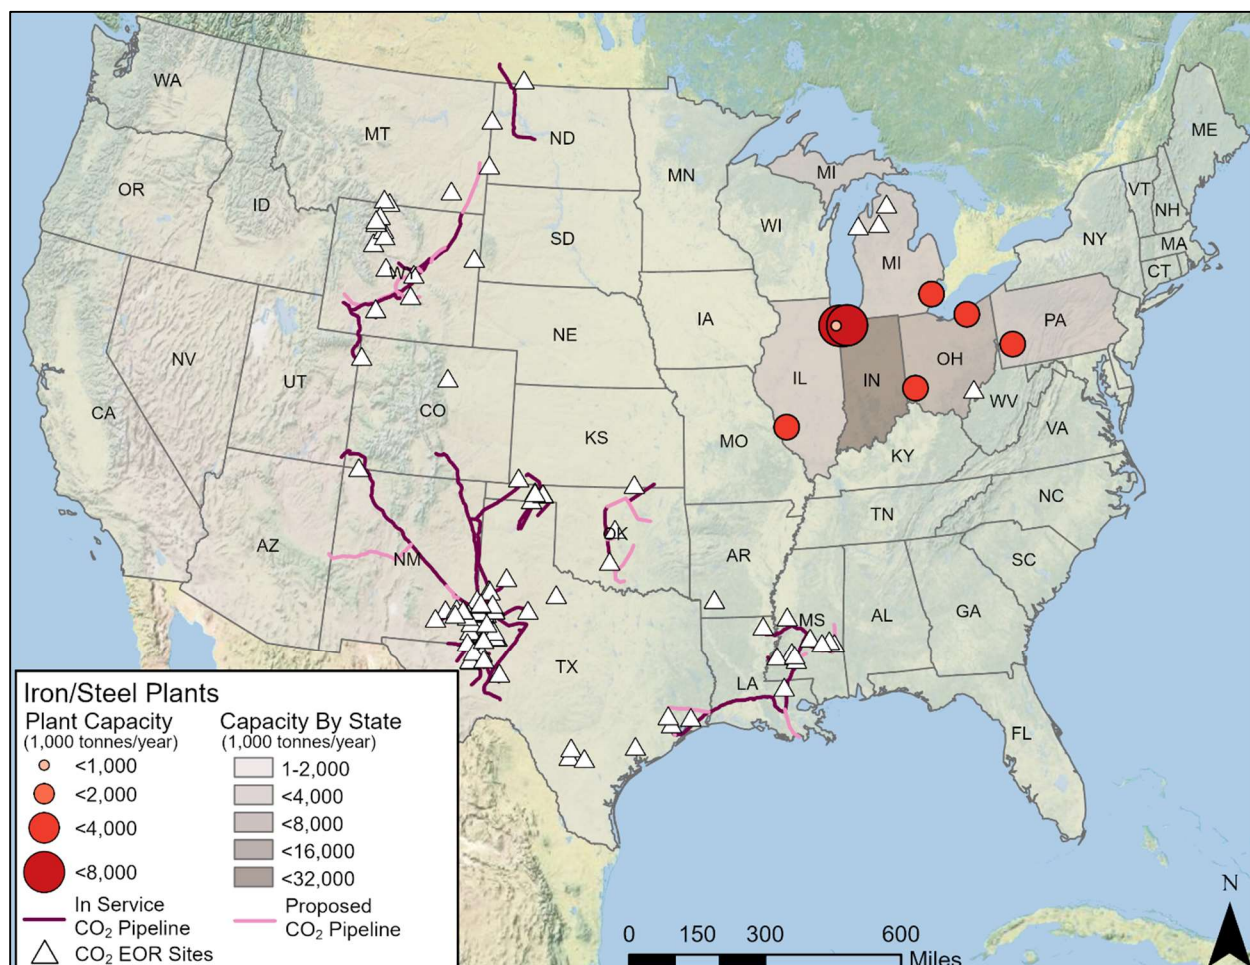 WA
MT
ND
MN
ME
OR
ID
MI
VT
NH
SD
WI
NY
MA
CT
WY
MI
IA
NE
PA
NV
UT
IL
IN
OH
CA
CO
KS
MO
WV
VA
KY
NC
TN
AZ
NM
OK
AR
SC
MS
AL
GA
TX
LA
FL
Iron/Steel Plants
Plant Capacity
(1,000 tonnes/year)
<1,000
<2,000
<4,000
<8,000
In Service
CO₂ Pipeline
CO₂ EOR Sites
Capacity By State
(1,000 tonnes/year)
1-2,000
<4,000
<8,000
<16,000
<32,000
Proposed
CO₂ Pipeline
0 150 300 600
Miles
N